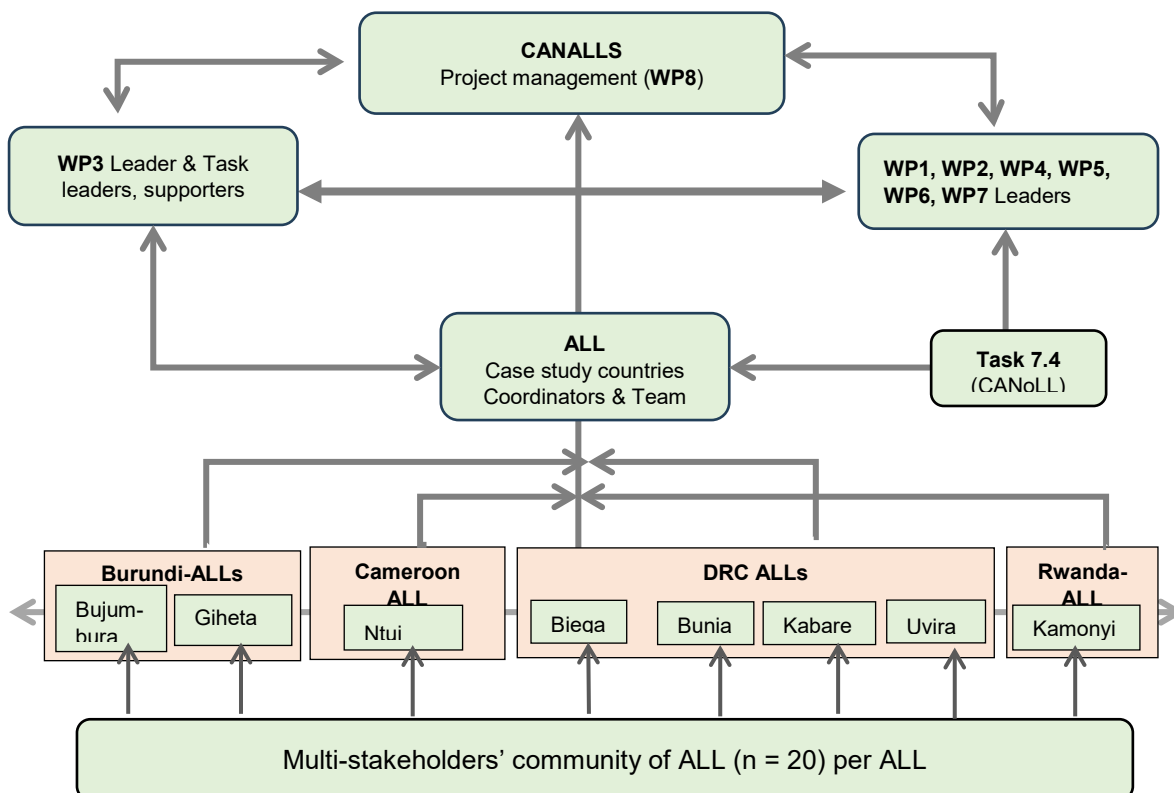 CANALLS
Project management (WP8)
WP3 Leader & Task
leaders, supporters
WP1, WP2, WP4, WP5,
WP6, WP7 Leaders
ALL
Case study countries
Coordinators & Team
Task 7.4
(CANoLL)
Burundi-ALLs
Bujum-
bura
Giheta
Cameroon
ALL
Ntui
DRC ALLs
Biega
Bunia
Kabare
Uvira
Rwanda-
ALL
Kamonyi
Multi-stakeholders’ community of ALL (n = 20) per ALL